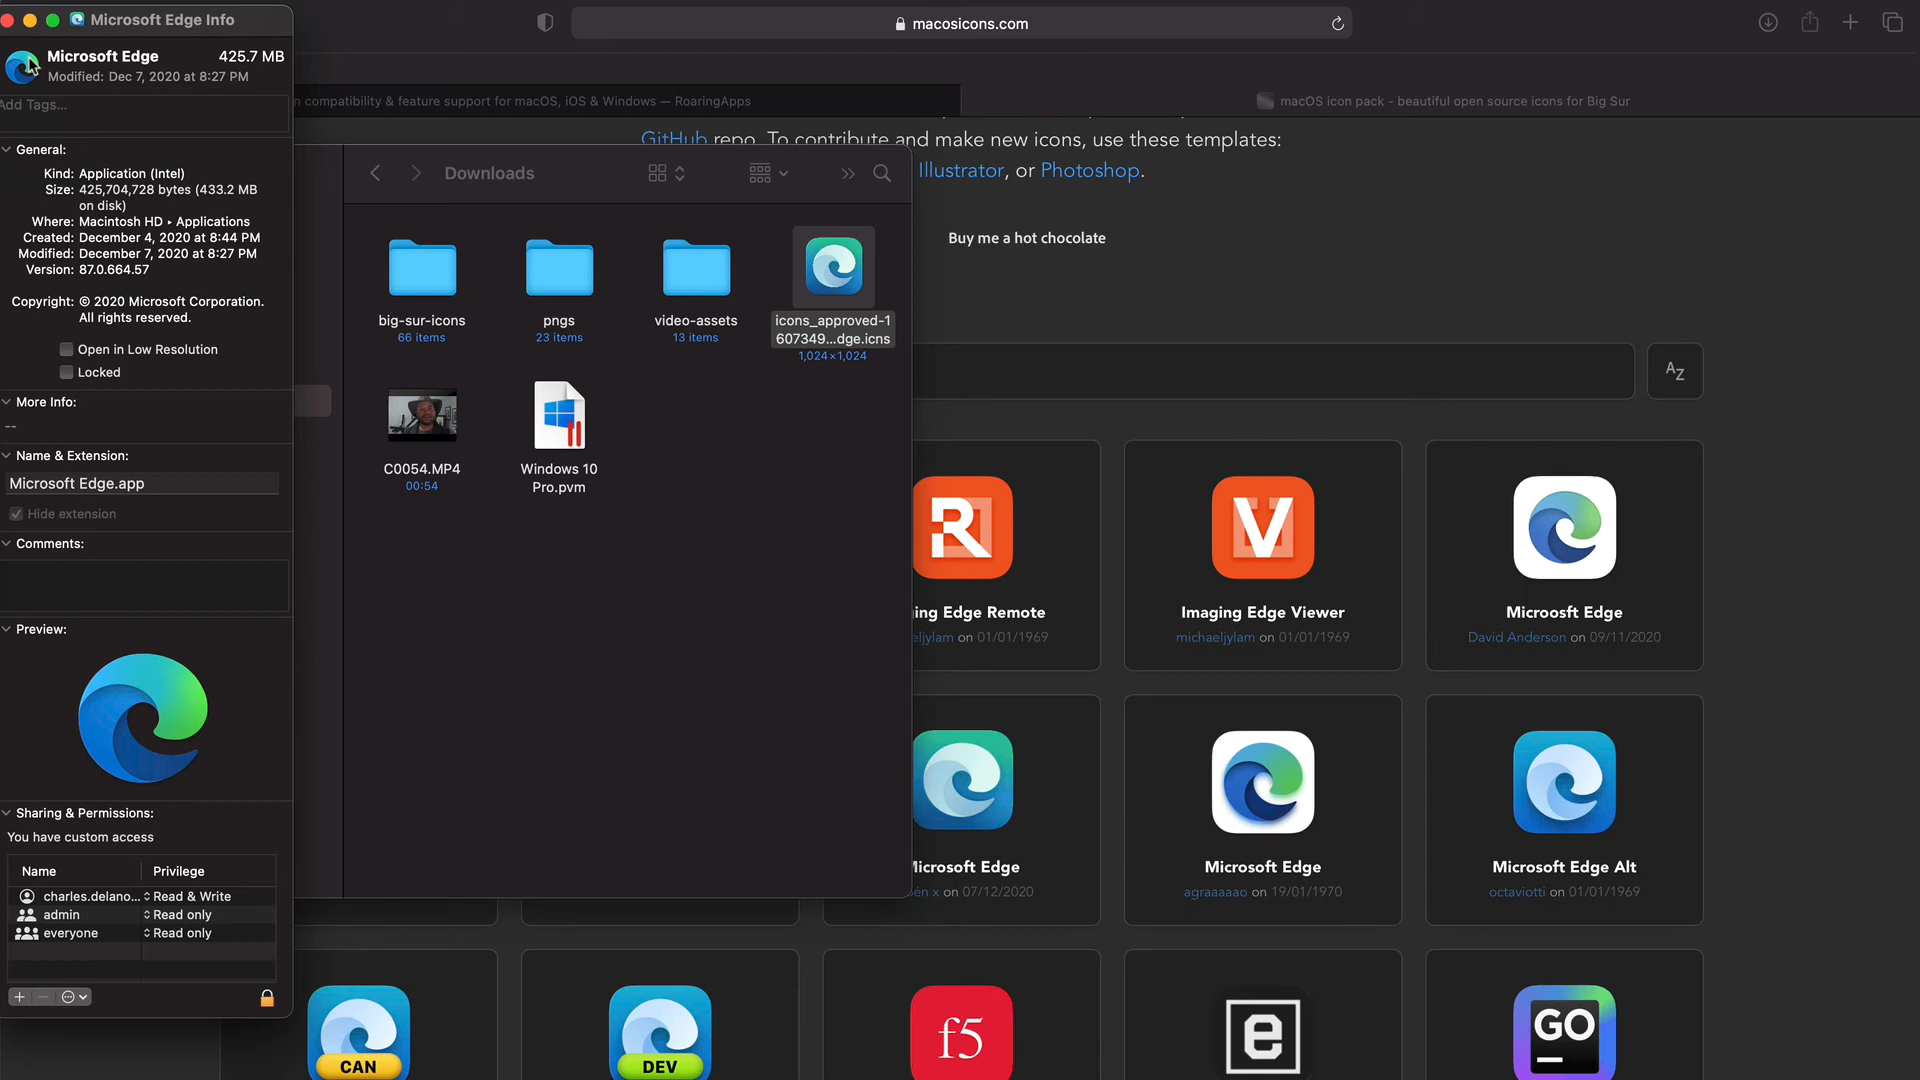 Microsoft Edge Info
Microsoft Edge 425.7 MB
Modified: Dec 7, 2020 at 8:27 PM
Add Tags...
General:
Kind: Application (Intel)
Size: 425,704,728 bytes (433.2 MB
on disk)
Where: Macintosh HD ▸ Applications
Created: December 4, 2020 at 8:44 PM
Modified: December 7, 2020 at 8:27 PM
Version: 87.0.664.57
Copyright: © 2020 Microsoft Corporation.
All rights reserved.
Open in Low Resolution
Locked
More Info:
--
Name & Extension:
Microsoft Edge.app
Hide extension
Comments:
Preview:
Sharing & Permissions:
You have custom access
Name Privilege
charles.delano... Read & Write
admin Read only
everyone Read only
macosicons.com
n compatibility & feature support for macOS, iOS & Windows — RoaringApps
macOS icon pack - beautiful open source icons for Big Sur
GitHub repo. To contribute and make new icons, use these templates:
Illustrator, or Photoshop.
Buy me a hot chocolate
Downloads
big-sur-icons
66 items
pngs
23 items
video-assets
13 items
icons_approved-1
607349...dge.icns
1,024×1,024
C0054.MP4
00:54
Windows 10
Pro.pvm
AZ
R
ing Edge Remote
eljylam on 01/01/1969
V
Imaging Edge Viewer
michaeljylam on 01/01/1969
Microosft Edge
David Anderson on 09/11/2020
Microsoft Edge
én x on 07/12/2020
Microsoft Edge
agraaaaao on 19/01/1970
Microsoft Edge Alt
octaviotti on 01/01/1969
CAN
DEV
f5
e
GO